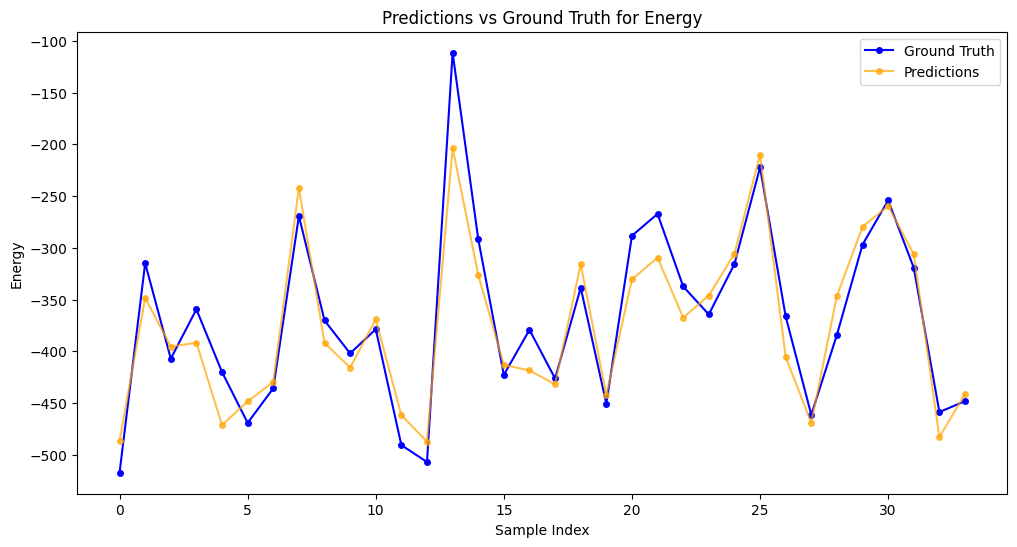 Predictions vs Ground Truth for Energy
Ground Truth
Predictions
−100
−150
−200
−250
−300
−350
−400
−450
−500
Energy
0 5 10 15 20 25 30
Sample Index